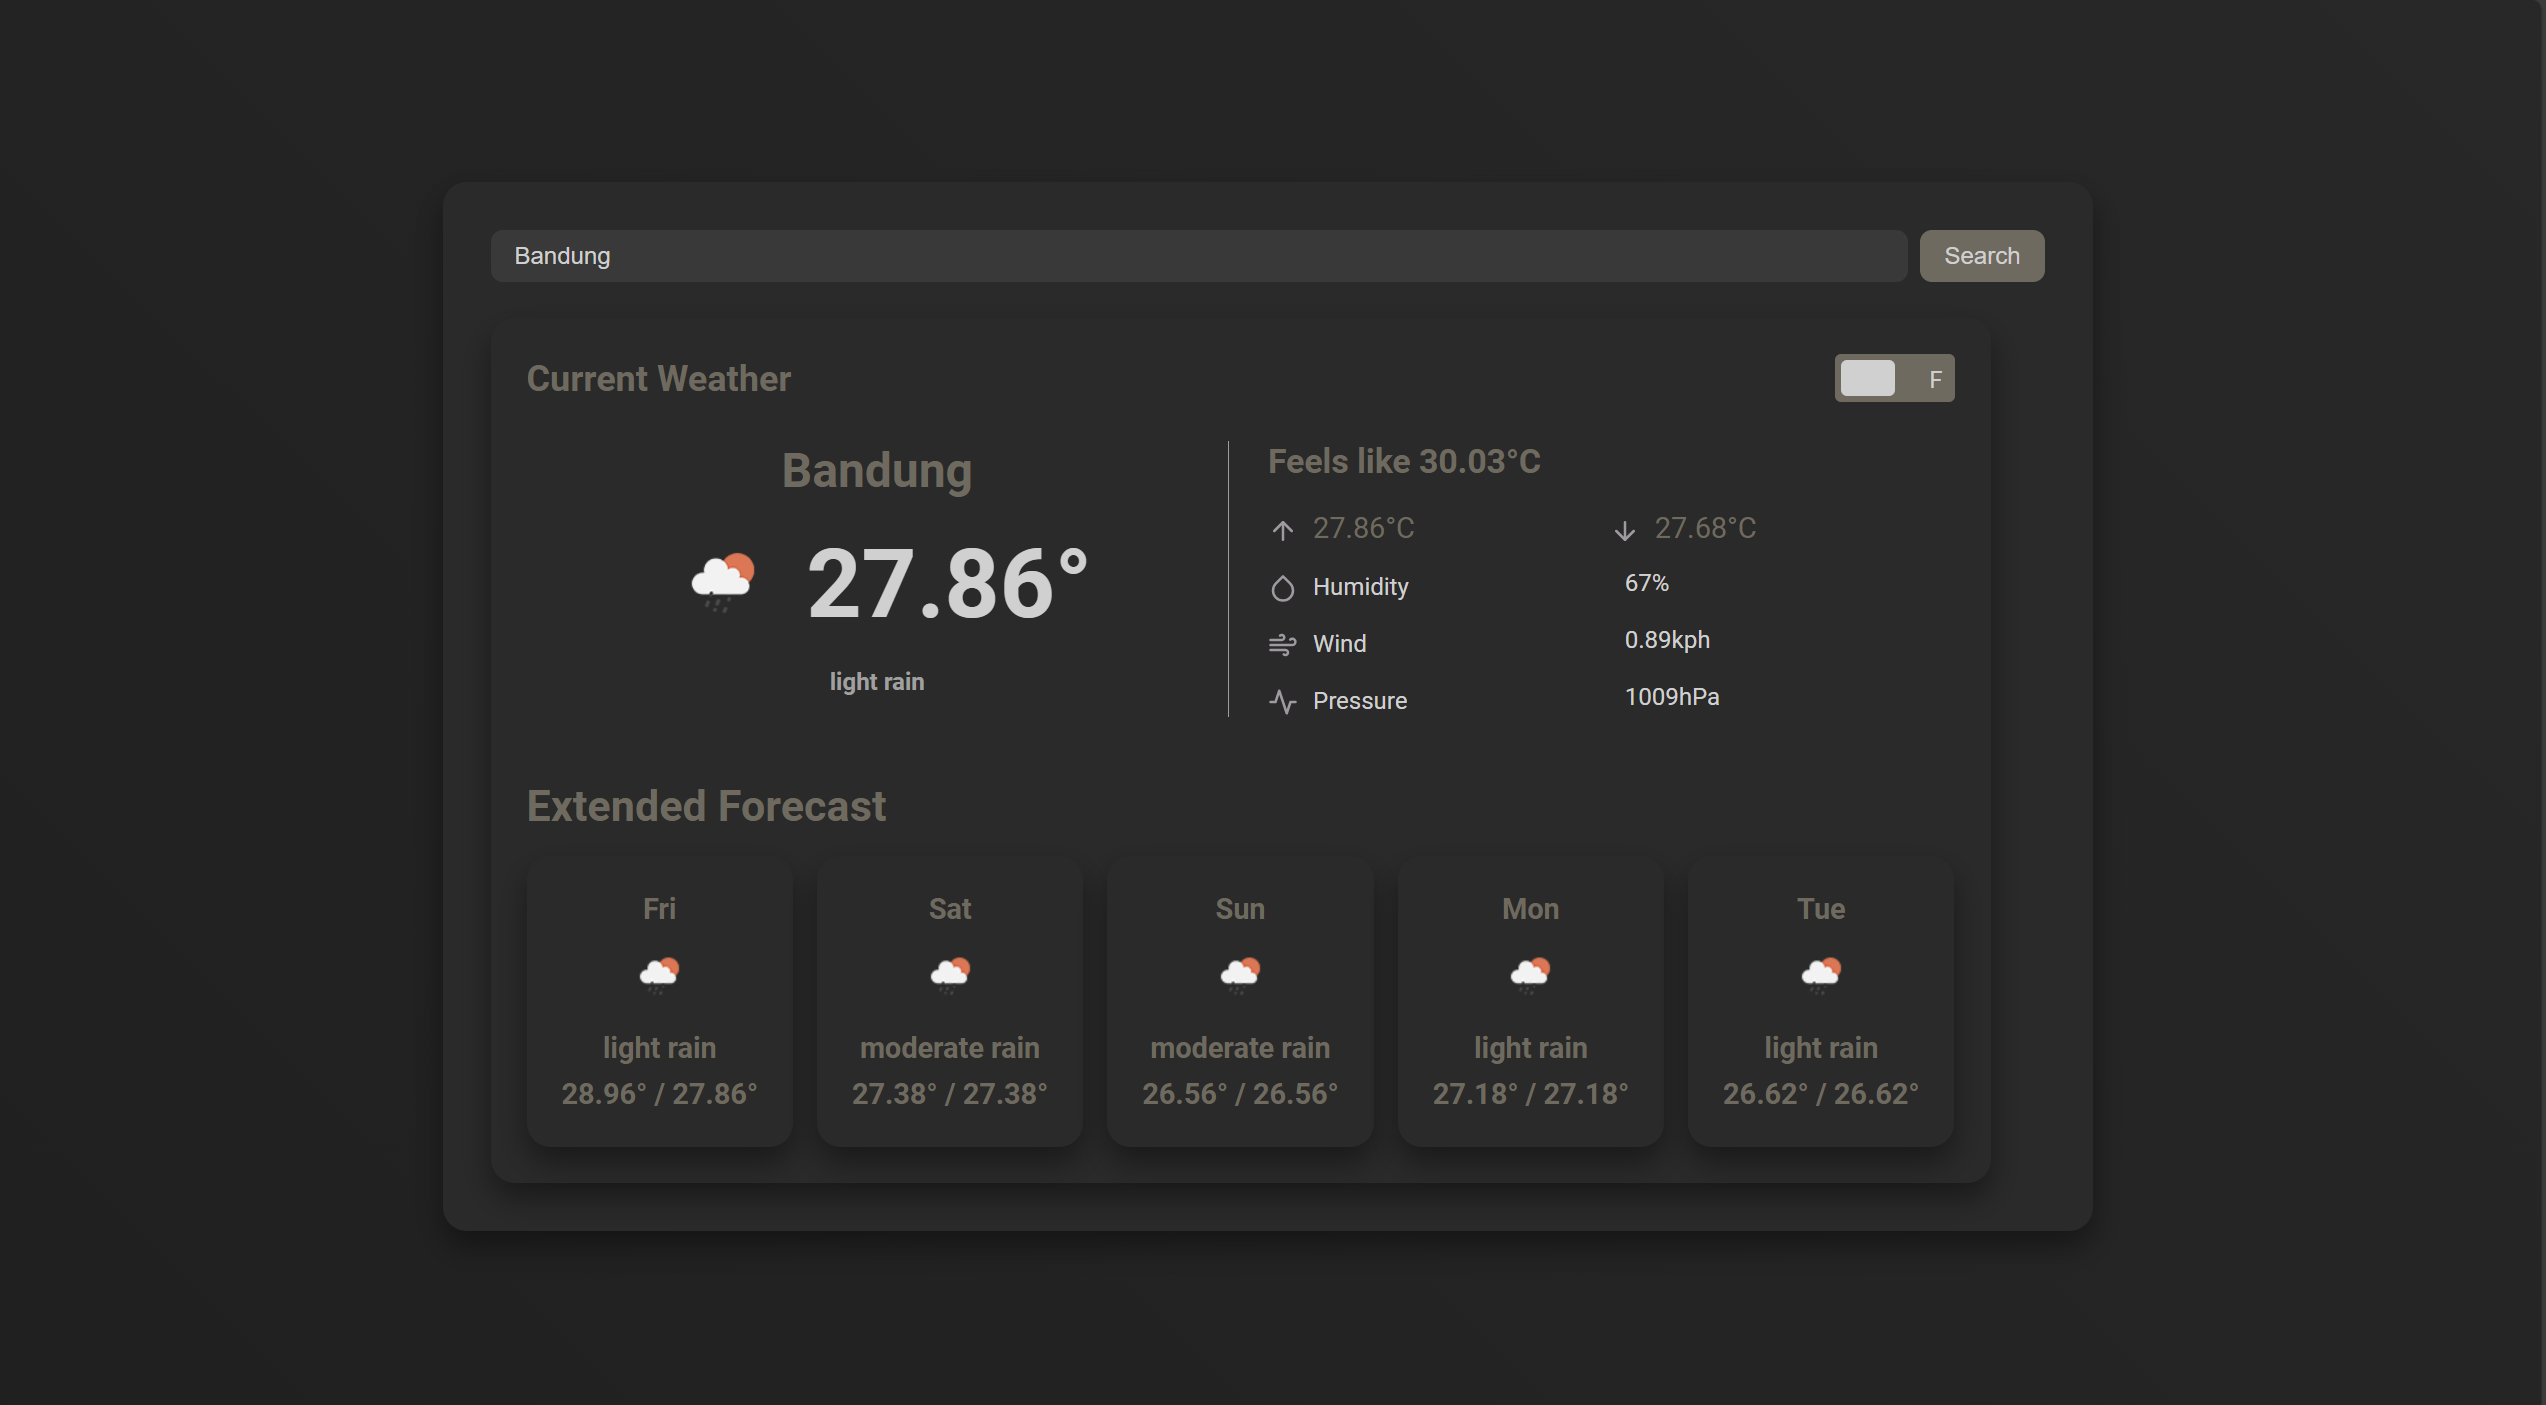 Bandung
Search
Current Weather
F
Bandung
27.86°
light rain
Feels like 30.03°C
27.86°C 27.68°C
Humidity 67%
Wind 0.89kph
Pressure 1009hPa
Extended Forecast
Fri
light rain
28.96° / 27.86°
Sat
moderate rain
27.38° / 27.38°
Sun
moderate rain
26.56° / 26.56°
Mon
light rain
27.18° / 27.18°
Tue
light rain
26.62° / 26.62°